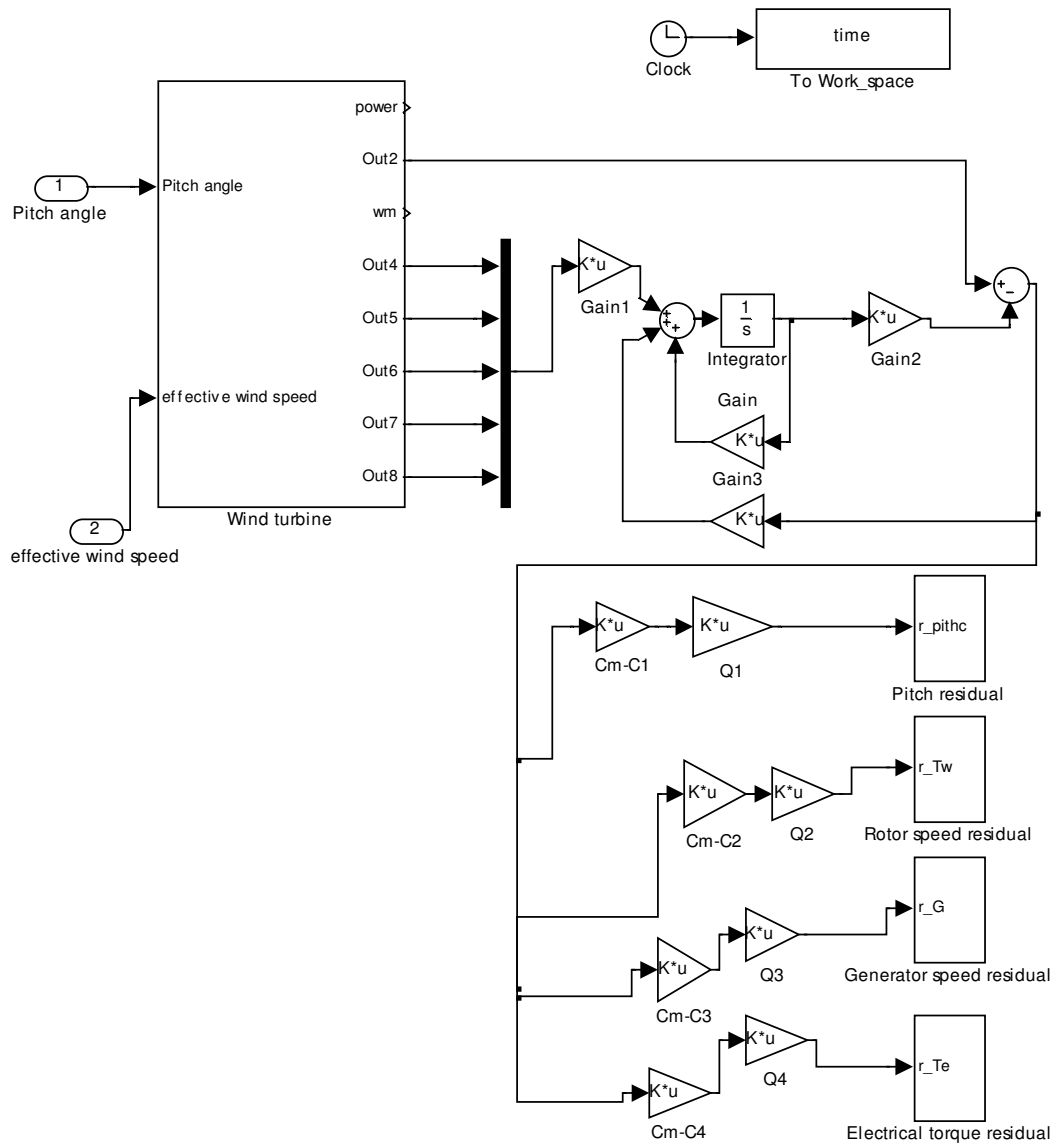 time
Clock
To Work_space
power
Out2
1
Pitch angle
Pitch angle
wm
Out4
K*u
Gain1
+
+
+
1
s
Integrator
K*u
Gain2
+
−
Out5
Out6
effective wind speed
Gain
K*u
Out7
Gain3
Out8
K*u
Wind turbine
2
effective wind speed
K*u
Cm-C1
K*u
Q1
r_pithc
Pitch residual
K*u
Cm-C2
K*u
Q2
r_Tw
Rotor speed residual
K*u
Cm-C3
K*u
Q3
r_G
Generator speed residual
K*u
Cm-C4
K*u
Q4
r_Te
Electrical torque residual